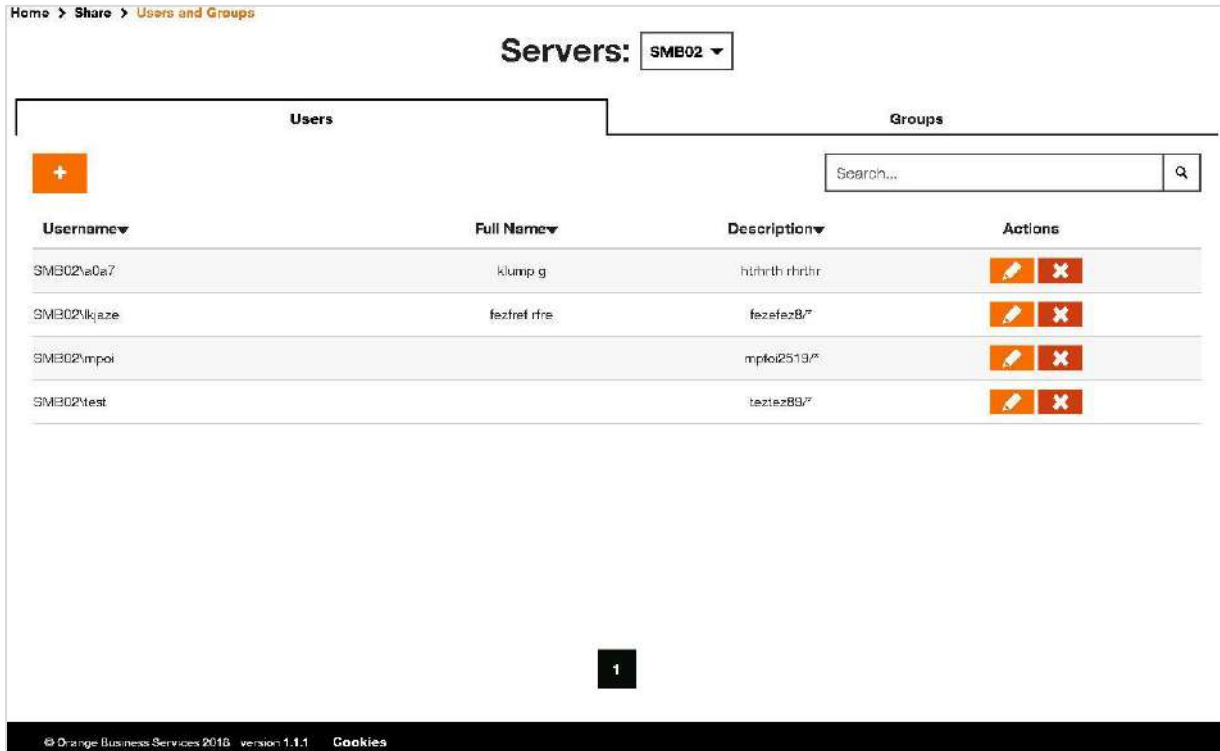 Home > Share > Users and Groups
Servers: SMB02
Users Groups
+ Search...
Username Full Name Description Actions
SMB02\a0a7 klump g htrhrth rhrthr
SMB02\lkjaze fezfref rfre fezefez8/*
SMB02\mpoi mpfoi2519/*
SMB02\test teztez89/*
1
© Orange Business Services 2018 version 1.1.1 Cookies